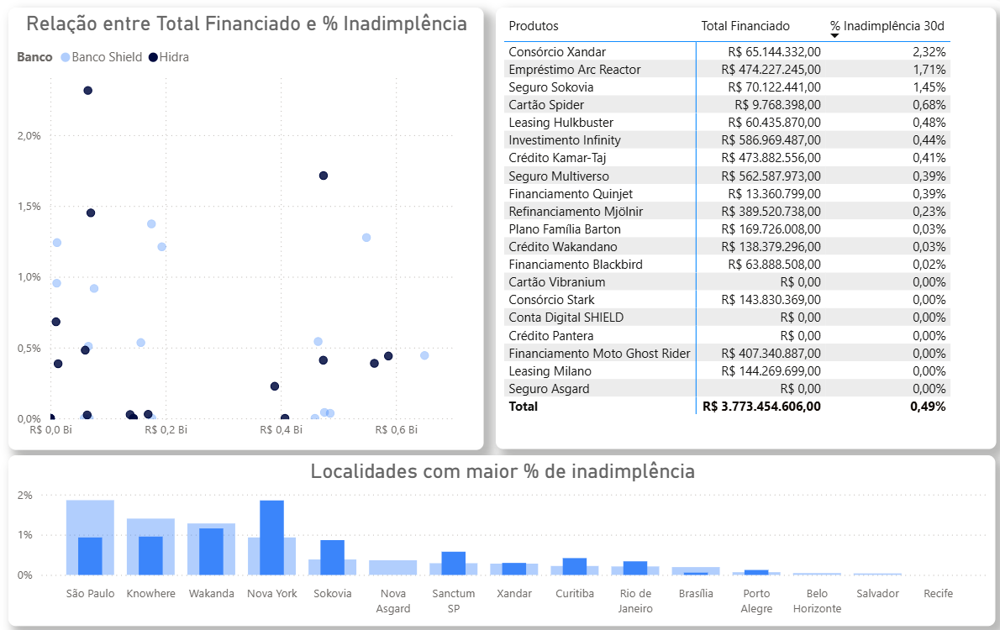 Relação entre Total Financiado e % Inadimplência
Banco Banco Shield Hidra
2,0%
1,5%
1,0%
0,5%
0,0%
R$ 0,0 Bi R$ 0,2 Bi R$ 0,4 Bi R$ 0,6 Bi
Produtos Total Financiado % Inadimplência 30d
Consórcio Xandar R$ 65.144.332,00 2,32%
Empréstimo Arc Reactor R$ 474.227.245,00 1,71%
Seguro Sokovia R$ 70.122.441,00 1,45%
Cartão Spider R$ 9.768.398,00 0,68%
Leasing Hulkbuster R$ 60.435.870,00 0,48%
Investimento Infinity R$ 586.969.487,00 0,44%
Crédito Kamar-Taj R$ 473.882.556,00 0,41%
Seguro Multiverso R$ 562.587.973,00 0,39%
Financiamento Quinjet R$ 13.360.799,00 0,39%
Refinanciamento Mjölnir R$ 389.520.738,00 0,23%
Plano Família Barton R$ 169.726.008,00 0,03%
Crédito Wakandano R$ 138.379.296,00 0,03%
Financiamento Blackbird R$ 63.888.508,00 0,02%
Cartão Vibranium R$ 0,00 0,00%
Consórcio Stark R$ 143.830.369,00 0,00%
Conta Digital SHIELD R$ 0,00 0,00%
Crédito Pantera R$ 0,00 0,00%
Financiamento Moto Ghost Rider R$ 407.340.887,00 0,00%
Leasing Milano R$ 144.269.699,00 0,00%
Seguro Asgard R$ 0,00 0,00%
Total R$ 3.773.454.606,00 0,49%
Localidades com maior % de inadimplência
2%
1%
0%
São Paulo Knowhere Wakanda Nova York Sokovia Nova Asgard Sanctum SP Xandar Curitiba Rio de Janeiro Brasília Porto Alegre Belo Horizonte Salvador Recife